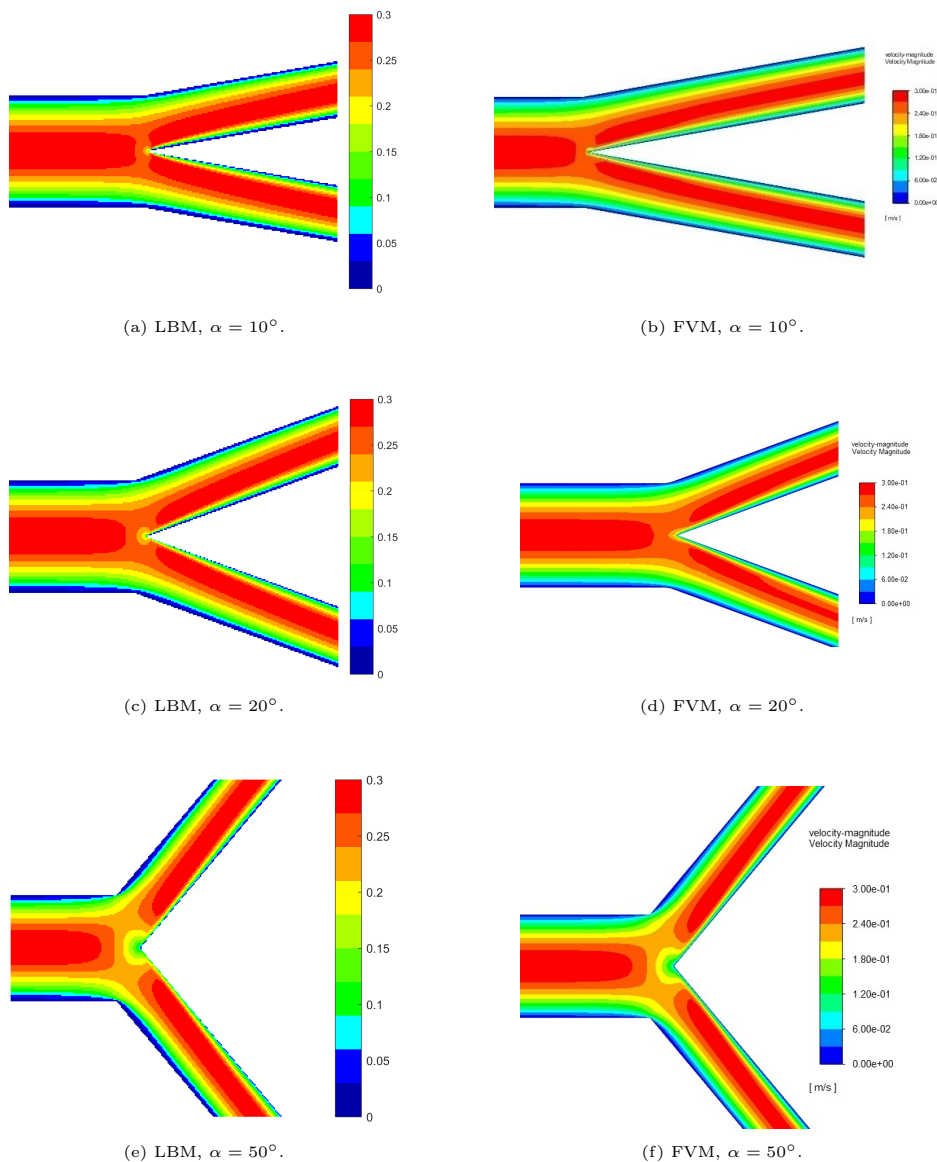 0.3
0.25
0.2
0.15
0.1
0.05
0
velocity-magnitude
Velocity Magnitude
3.00e-01
2.40e-01
1.80e-01
1.20e-01
6.00e-02
0.00e+00
[ m/s ]
(a) LBM, α = 10°.
(b) FVM, α = 10°.
0.3
0.25
0.2
0.15
0.1
0.05
0
velocity-magnitude
Velocity Magnitude
3.00e-01
2.40e-01
1.80e-01
1.20e-01
6.00e-02
0.00e+00
[ m/s ]
(c) LBM, α = 20°.
(d) FVM, α = 20°.
0.3
0.25
0.2
0.15
0.1
0.05
0
velocity-magnitude
Velocity Magnitude
3.00e-01
2.40e-01
1.80e-01
1.20e-01
6.00e-02
0.00e+00
[ m/s ]
(e) LBM, α = 50°.
(f) FVM, α = 50°.